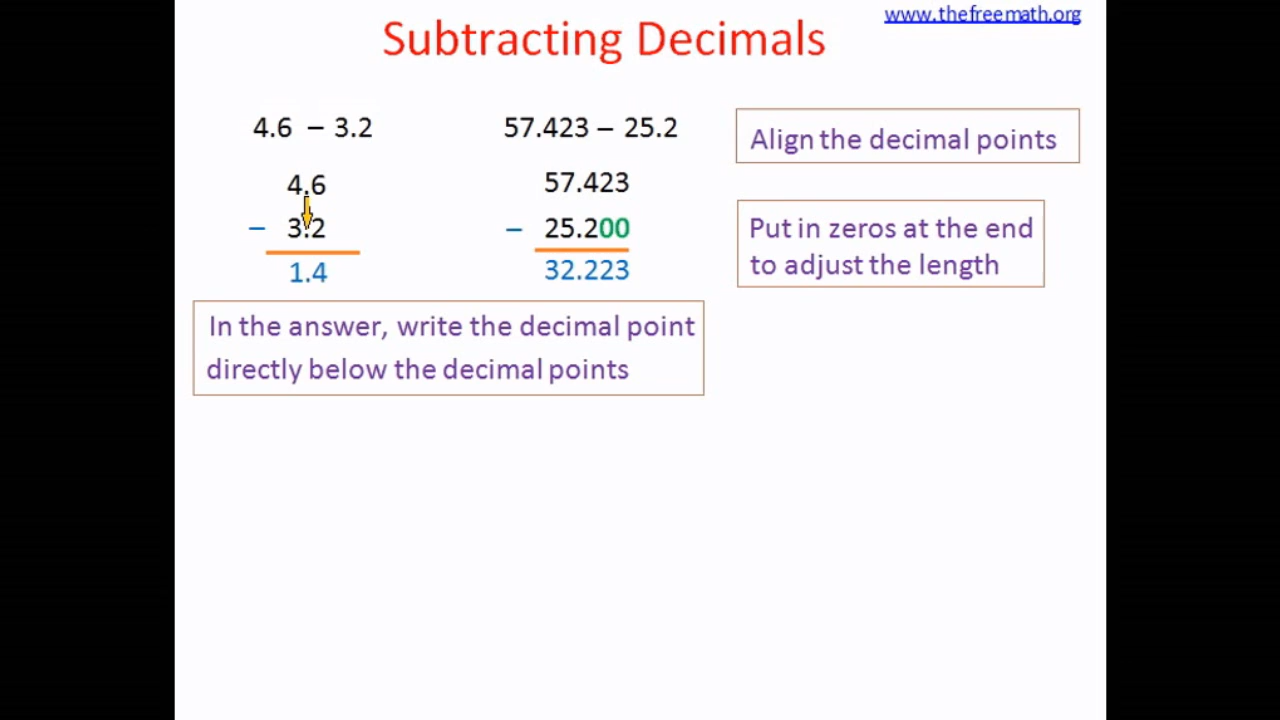 www.thefreemath.org
Subtracting Decimals
4.6 – 3.2
4.6
– 3.2
1.4
57.423 – 25.2
57.423
– 25.200
32.223
Align the decimal points
Put in zeros at the end
to adjust the length
In the answer, write the decimal point
directly below the decimal points